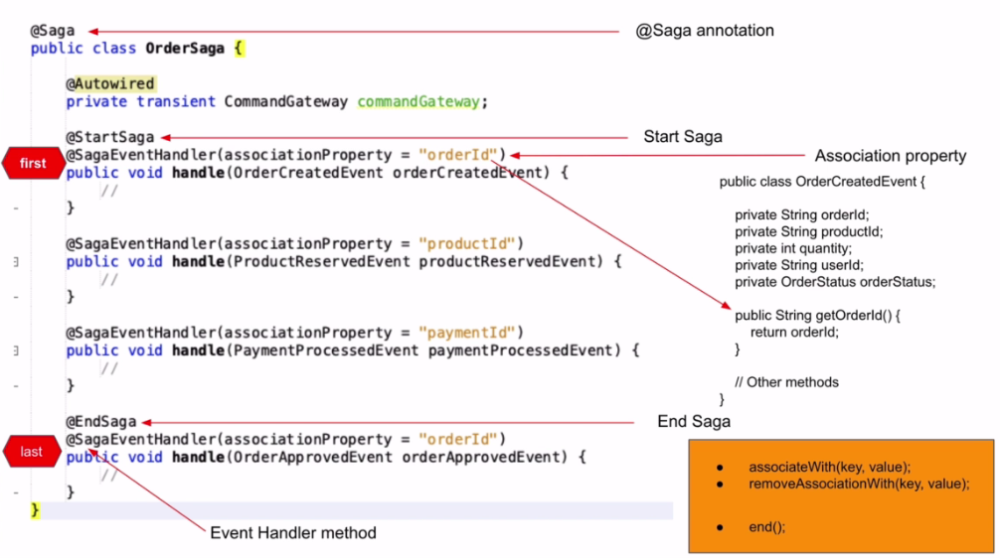 @Saga
public class OrderSaga {
@Autowired
private transient CommandGateway commandGateway;
@StartSaga
@SagaEventHandler(associationProperty = "orderId")
public void handle(OrderCreatedEvent orderCreatedEvent) {
//
}
@SagaEventHandler(associationProperty = "productId")
public void handle(ProductReservedEvent productReservedEvent) {
//
}
@SagaEventHandler(associationProperty = "paymentId")
public void handle(PaymentProcessedEvent paymentProcessedEvent) {
//
}
@EndSaga
@SagaEventHandler(associationProperty = "orderId")
public void handle(OrderApprovedEvent orderApprovedEvent) {
//
}
}
first
last
Event Handler method
@Saga annotation
Start Saga
Association property
public class OrderCreatedEvent {
private String orderId;
private String productId;
private int quantity;
private String userId;
private OrderStatus orderStatus;
public String getOrderId() {
return orderId;
}
// Other methods
}
End Saga
● associateWith(key, value);
● removeAssociationWith(key, value);
● end();